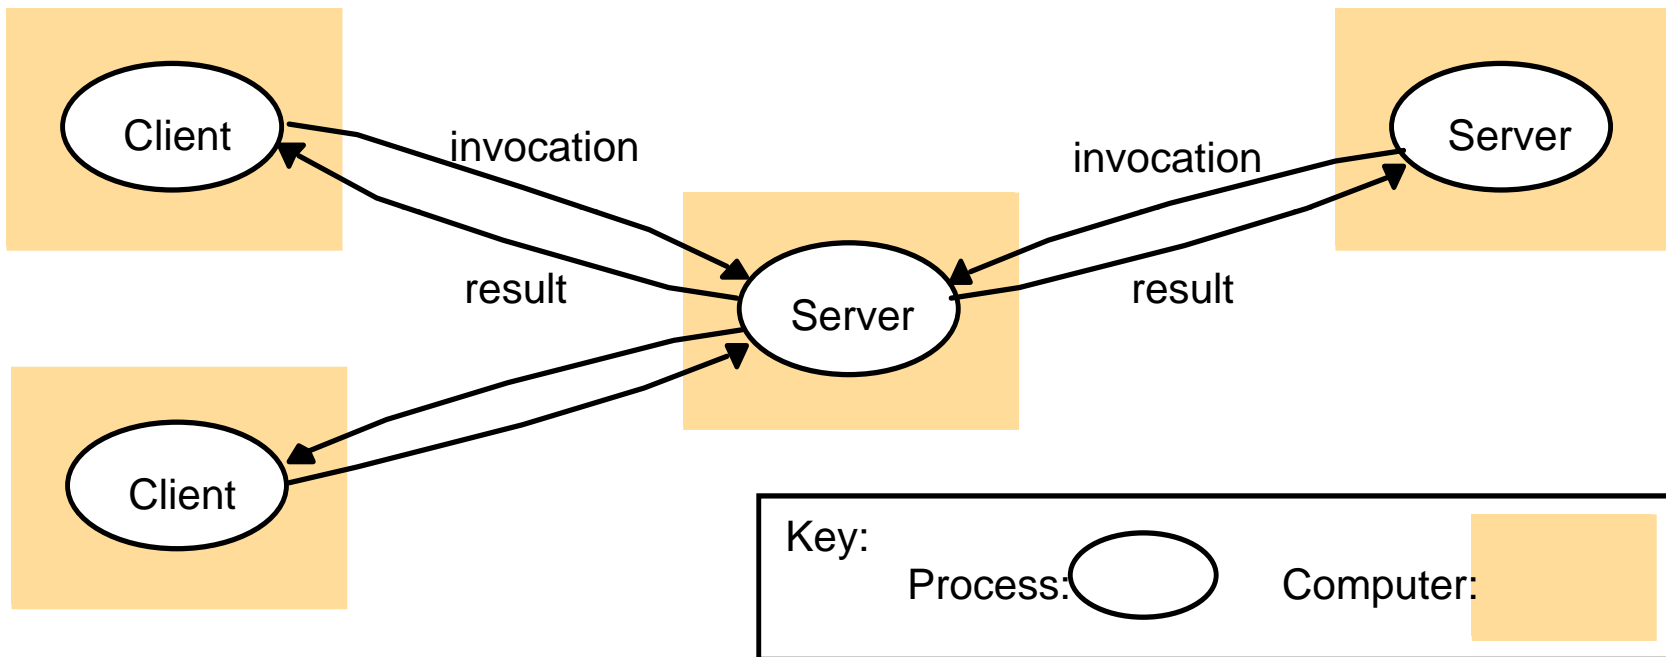 Client
invocation
invocation
Server
result
Server
result
Client
Key:
Process:
Computer: